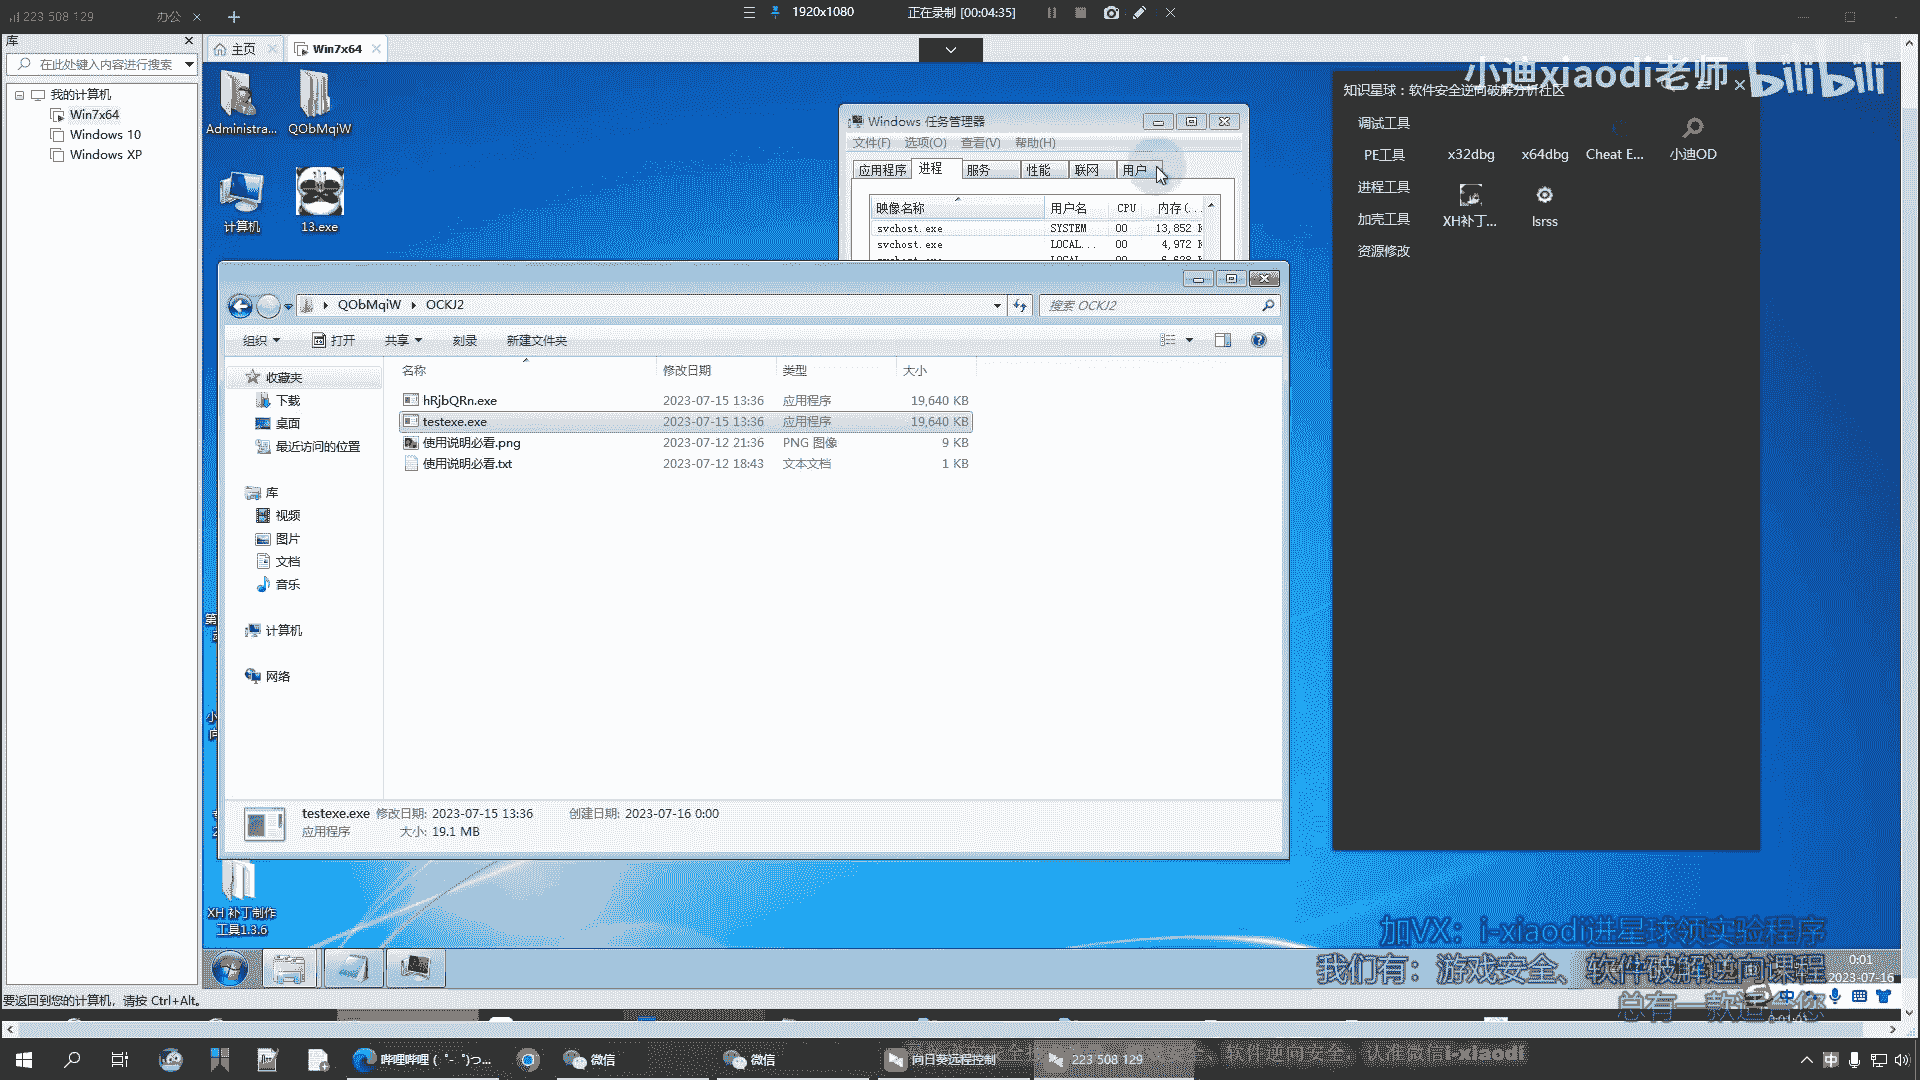 223 508 129
办公
1920x1080
正在录制 [00:04:35]
库
主页
Win7x64
在此处键入内容进行搜索
我的计算机
Win7x64
Windows 10
Windows XP
Administra...
QObMqiW
计算机
13.exe
Windows 任务管理器
文件(F) 选项(O) 查看(V) 帮助(H)
应用程序 进程 服务 性能 联网 用户
映像名称 用户名 CPU 内存(...
svchost.exe SYSTEM 00 13,852 K
svchost.exe LOCAL... 00 4,972 K
小迪xiaodi老师 bilibili
知识星球：软件安全逆向破解分析社区
调试工具
PE工具
进程工具
加壳工具
资源修改
x32dbg
x64dbg
Cheat E...
小迪OD
XH补丁...
lsrss
QObMqiW
OCKJ2
搜索 OCKJ2
组织
打开
共享
刻录
新建文件夹
名称 修改日期 类型 大小
hRjbQRn.exe 2023-07-15 13:36 应用程序 19,640 KB
testexe.exe 2023-07-15 13:36 应用程序 19,640 KB
使用说明必看.png 2023-07-12 21:36 PNG 图像 9 KB
使用说明必看.txt 2023-07-12 18:43 文本文档 1 KB
收藏夹
下载
桌面
最近访问的位置
库
视频
图片
文档
音乐
计算机
网络
testexe.exe 修改日期: 2023-07-15 13:36 创建日期: 2023-07-16 0:00
应用程序 大小: 19.1 MB
XH 补丁制作
工具1.3.6
加VX：i-xiaodi进星球领实验程序
我们有：游戏安全、软件破解逆向课程
总有一款适合您
0:01
2023-07-16
要返回到您的计算机，请按 Ctrl+Alt。
中
哔哩哔哩 (゜-゜)つ...
微信
微信
向日葵远程控制
223 508 129
软件逆向安全，认准微信i-xiaodi
中